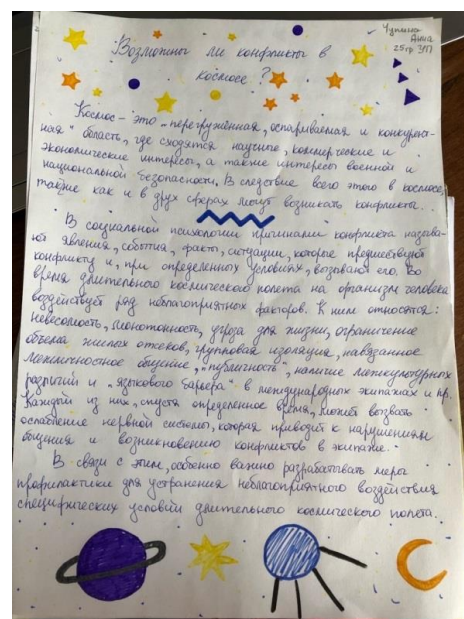 Чуплина
Анна
25гр ЗЛП
Возможны ли конфликты в
космосе?
Космос – это „перегруженная, оспариваемая и конкурент-
ная" область, где сходятся научные, коммерческие и
экономические интересы, а также интересы военной и
национальной безопасности. В следствие всего этого в космосе,
также как и в друх сферах могут возникать конфликты.
В социальной психологии причинами конфликта называ-
ют явления, события, факты, ситуации, которые предшествуют
конфликту и, при определенных условиях, вызывают его. Во
время длительного космического полета на организм человека
воздействует ряд неблагоприятных факторов. К ним относятся:
невесомость, монотонность, угроза для жизни, ограничение
объема жилых отсеков, групповая изоляция, навязанное
межличностное общение, „публичность", наличие межкультурных
различий и „языкового барьера" в международных экипажах и пр.
Каждый из них, спустя определенное время, может вызвать
ослабление нервной системы, которая приводит к нарушениям
общения и возникновению конфликтов в экипаже.
В связи с этим, особенно важно разрабатывать меры
профилактики для устранения неблагоприятного воздействия
специфических условий длительного космического полета.